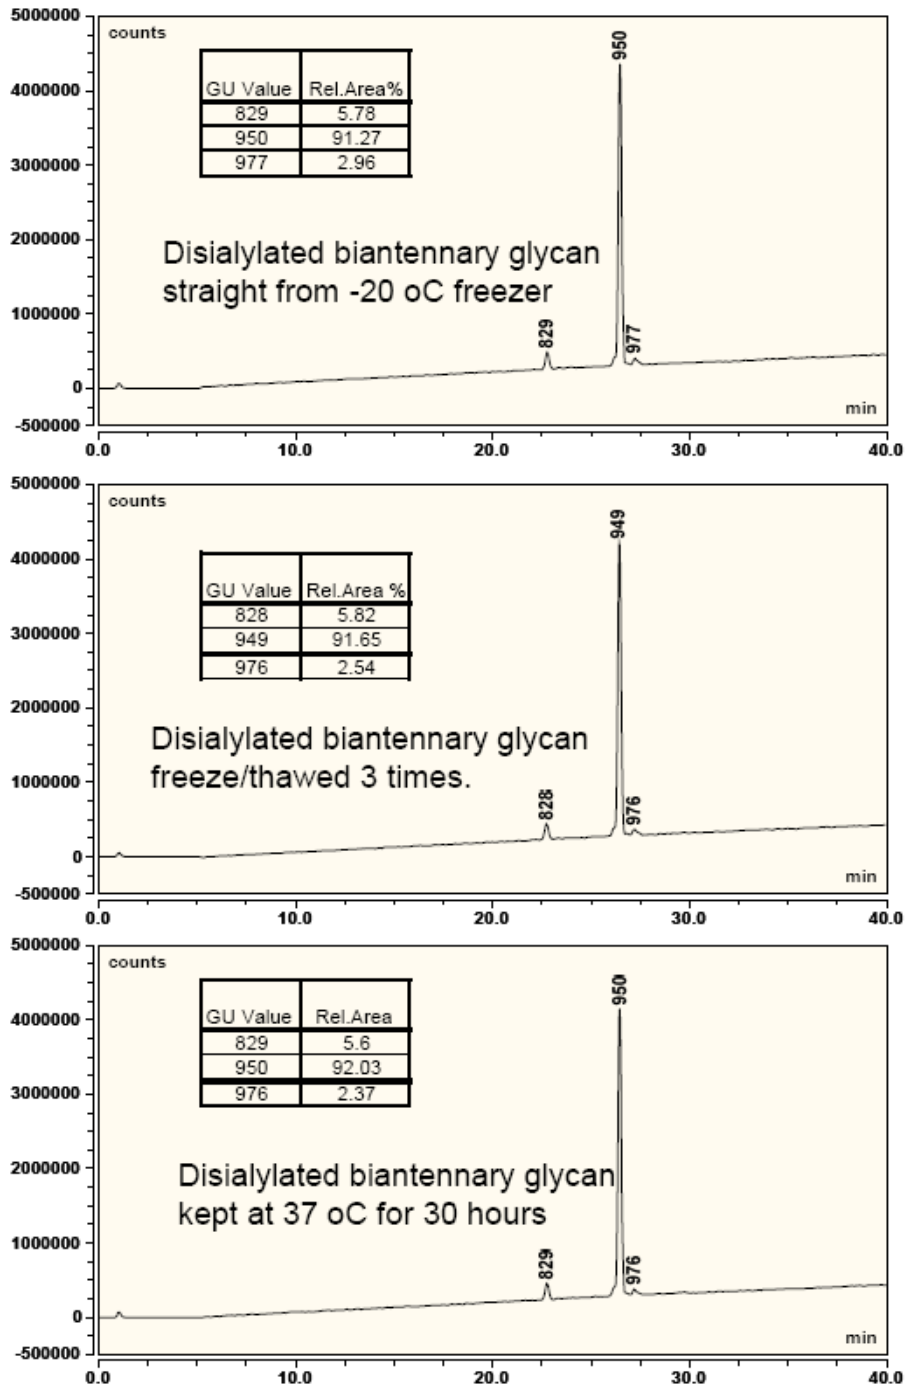 5000000
counts
950
GU Value Rel.Area%
829 5.78
950 91.27
977 2.96
4000000
3000000
2000000
Disialylated biantennary glycan
straight from -20 oC freezer
1000000
829
977
0
min
-500000
0.0 10.0 20.0 30.0 40.0
5000000
counts
949
GU Value Rel.Area %
828 5.82
949 91.65
976 2.54
4000000
3000000
2000000
Disialylated biantennary glycan
freeze/thawed 3 times.
1000000
828
976
0
min
-500000
0.0 10.0 20.0 30.0 40.0
5000000
counts
950
GU Value Rel.Area
829 5.6
950 92.03
976 2.37
4000000
3000000
2000000
Disialylated biantennary glycan
kept at 37 oC for 30 hours
1000000
829
976
0
min
-500000
0.0 10.0 20.0 30.0 40.0